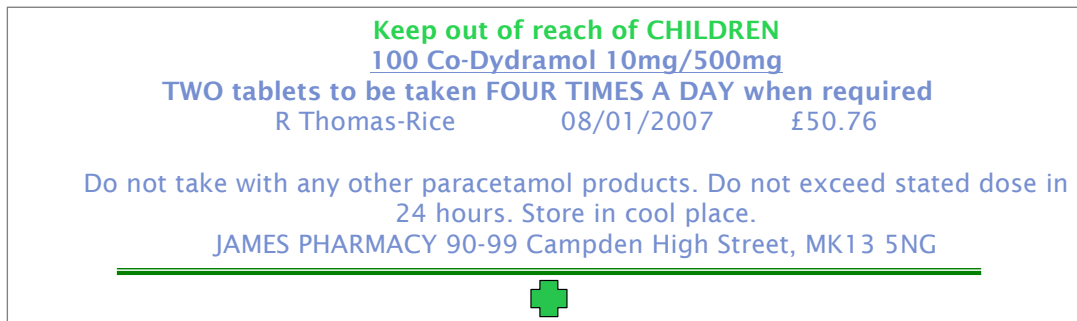 Keep out of reach of CHILDREN
100 Co-Dydramol 10mg/500mg
TWO tablets to be taken FOUR TIMES A DAY when required
R Thomas-Rice 08/01/2007 £50.76
Do not take with any other paracetamol products. Do not exceed stated dose in
24 hours. Store in cool place.
JAMES PHARMACY 90-99 Campden High Street, MK13 5NG